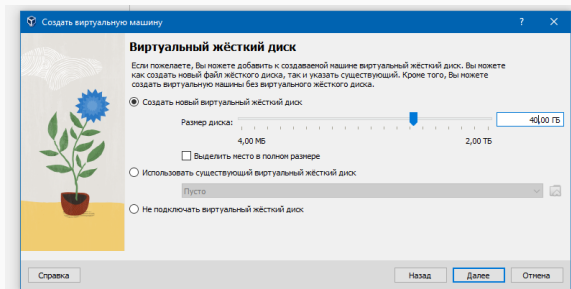 Создать виртуальную машину
Виртуальный жёсткий диск
Если пожелаете, Вы можете добавить к создаваемой машине виртуальный жёсткий диск. Вы можете
как создать новый файл жёсткого диска, так и указать существующий. Кроме того, Вы можете
создать виртуальную машину без виртуального жёсткого диска.
Создать новый виртуальный жёсткий диск
Размер диска:
40,00 ГБ
4,00 МБ
2,00 ТБ
Выделить место в полном размере
Использовать существующий виртуальный жёсткий диск
Пусто
Не подключать виртуальный жёсткий диск
Справка
Назад
Далее
Отмена